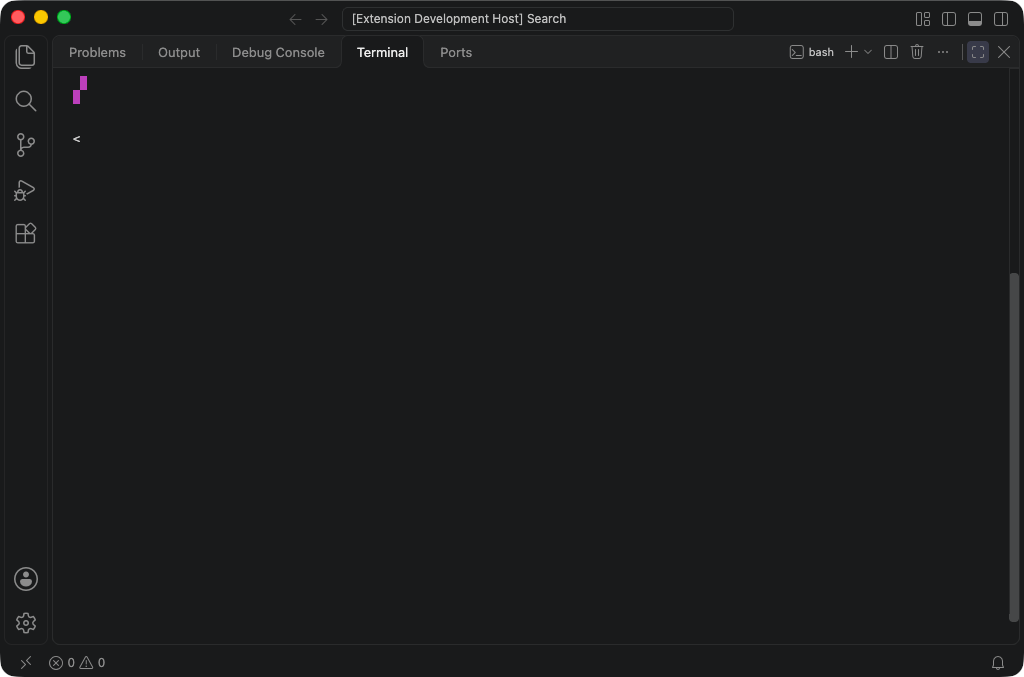 [Extension Development Host] Search
Problems Output Debug Console Terminal Ports
bash
<
0 0